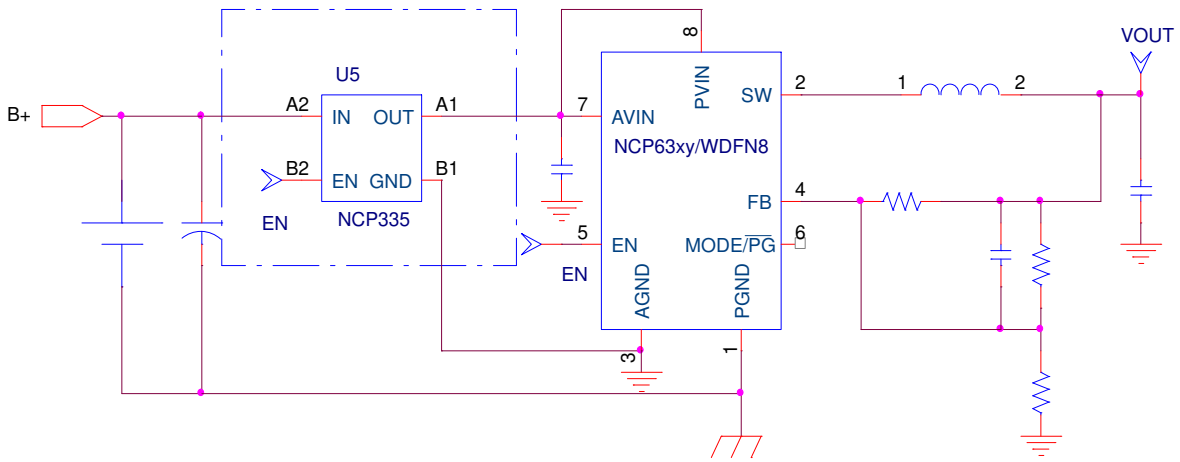 VOUT
U5
8
B+
A2
IN
OUT
A1
7
AVIN
PVIN
SW
2
1
2
NCP63xy/WDFN8
B2
EN
GND
B1
EN
NCP335
FB
4
5
EN
MODE/PG
6
EN
AGND
PGND
3
1